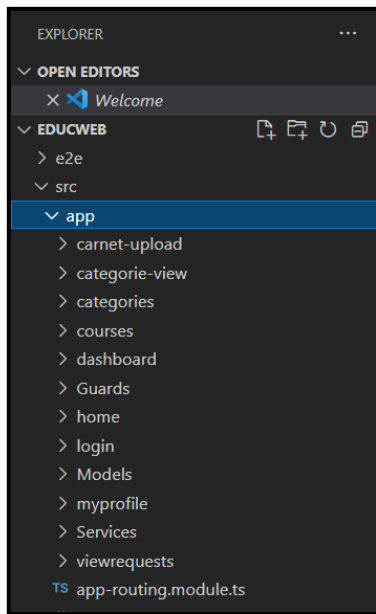 EXPLORER
OPEN EDITORS
Welcome
EDUCWEB
e2e
src
app
carnet-upload
categorie-view
categories
courses
dashboard
Guards
home
login
Models
myprofile
Services
viewrequests
TS app-routing.module.ts